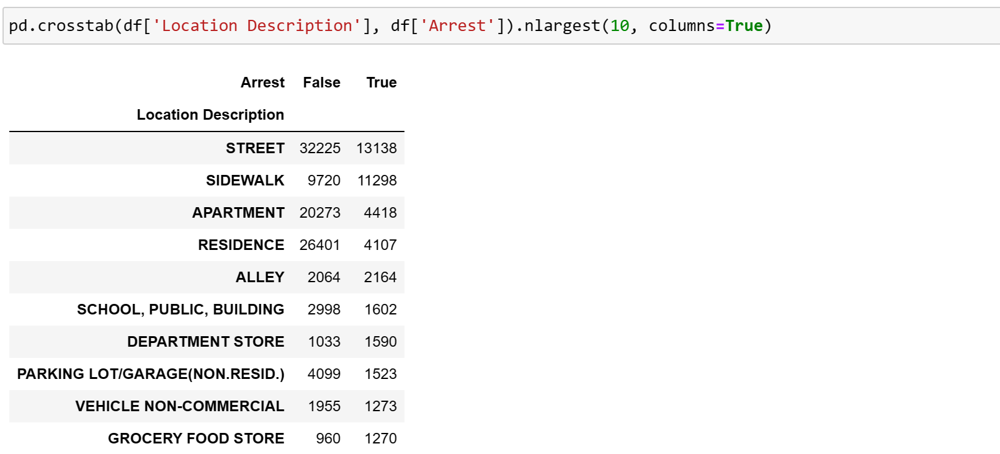 pd.crosstab(df['Location Description'], df['Arrest']).nlargest(10, columns=True)
Arrest False True
Location Description
STREET 32225 13138
SIDEWALK 9720 11298
APARTMENT 20273 4418
RESIDENCE 26401 4107
ALLEY 2064 2164
SCHOOL, PUBLIC, BUILDING 2998 1602
DEPARTMENT STORE 1033 1590
PARKING LOT/GARAGE(NON.RESID.) 4099 1523
VEHICLE NON-COMMERCIAL 1955 1273
GROCERY FOOD STORE 960 1270